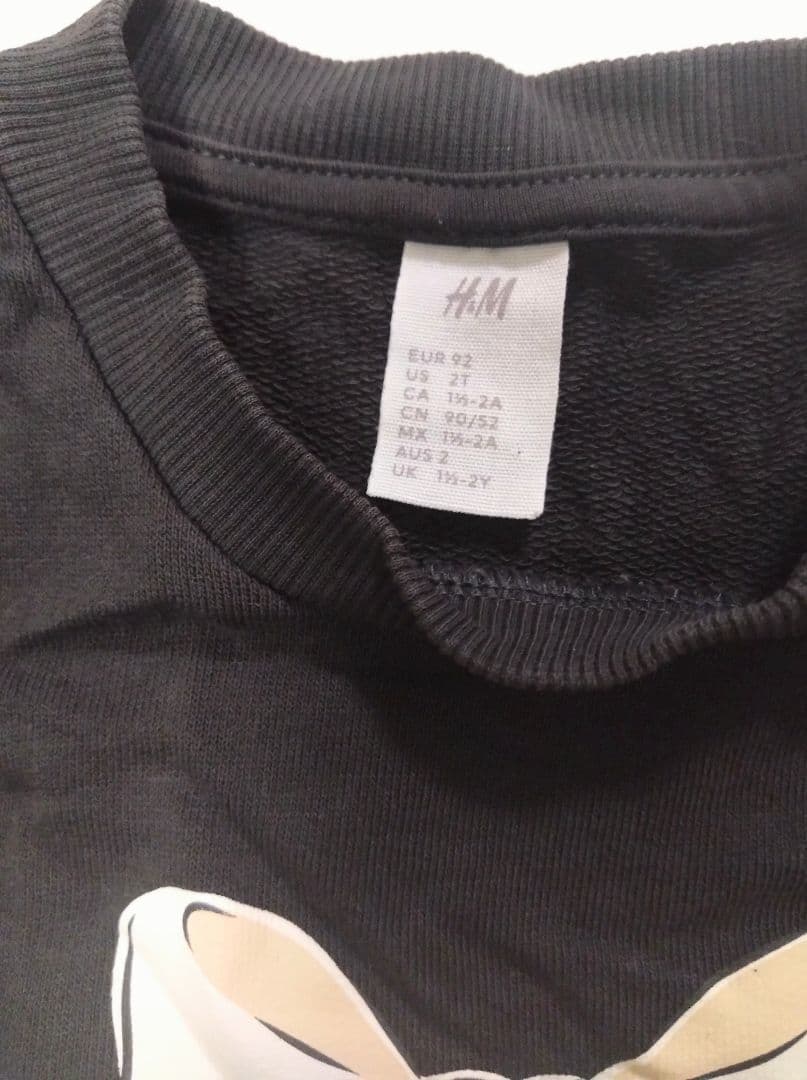 H&M
EUR 92
US 2T
CA 1½-2A
CN 90/52
MX 1½-2A
AUS 2
UK 1½-2Y